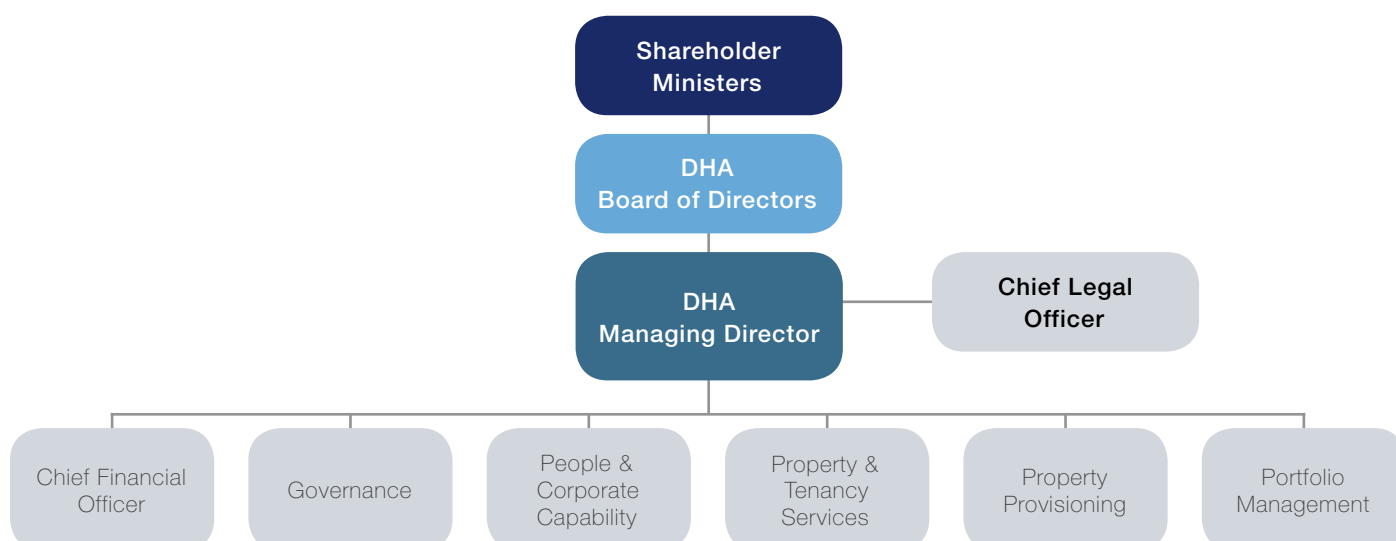 Shareholder
Ministers
DHA
Board of Directors
DHA
Managing Director
Chief Legal
Officer
Chief Financial
Officer
Governance
People &
Corporate
Capability
Property &
Tenancy
Services
Property
Provisioning
Portfolio
Management